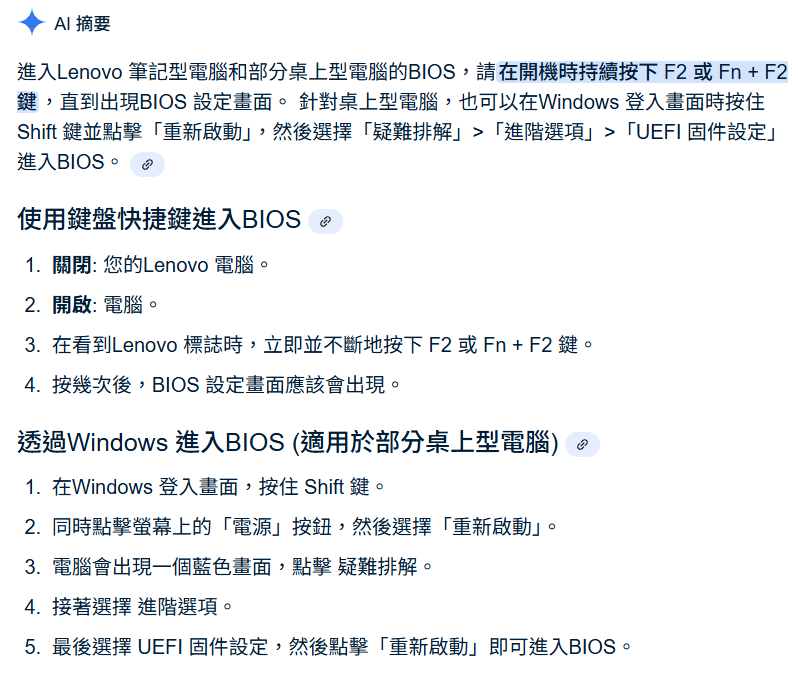 AI 摘要
進入Lenovo 筆記型電腦和部分桌上型電腦的BIOS，請在開機時持續按下 F2 或 Fn + F2
鍵，直到出現BIOS 設定畫面。 針對桌上型電腦，也可以在Windows 登入畫面時按住
Shift 鍵並點擊「重新啟動」，然後選擇「疑難排解」>「進階選項」>「UEFI 固件設定」
進入BIOS。
使用鍵盤快捷鍵進入BIOS
1. 關閉: 您的Lenovo 電腦。
2. 開啟: 電腦。
3. 在看到Lenovo 標誌時，立即並不斷地按下 F2 或 Fn + F2 鍵。
4. 按幾次後，BIOS 設定畫面應該會出現。
透過Windows 進入BIOS (適用於部分桌上型電腦)
1. 在Windows 登入畫面，按住 Shift 鍵。
2. 同時點擊螢幕上的「電源」按鈕，然後選擇「重新啟動」。
3. 電腦會出現一個藍色畫面，點擊 疑難排解。
4. 接著選擇 進階選項。
5. 最後選擇 UEFI 固件設定，然後點擊「重新啟動」即可進入BIOS。